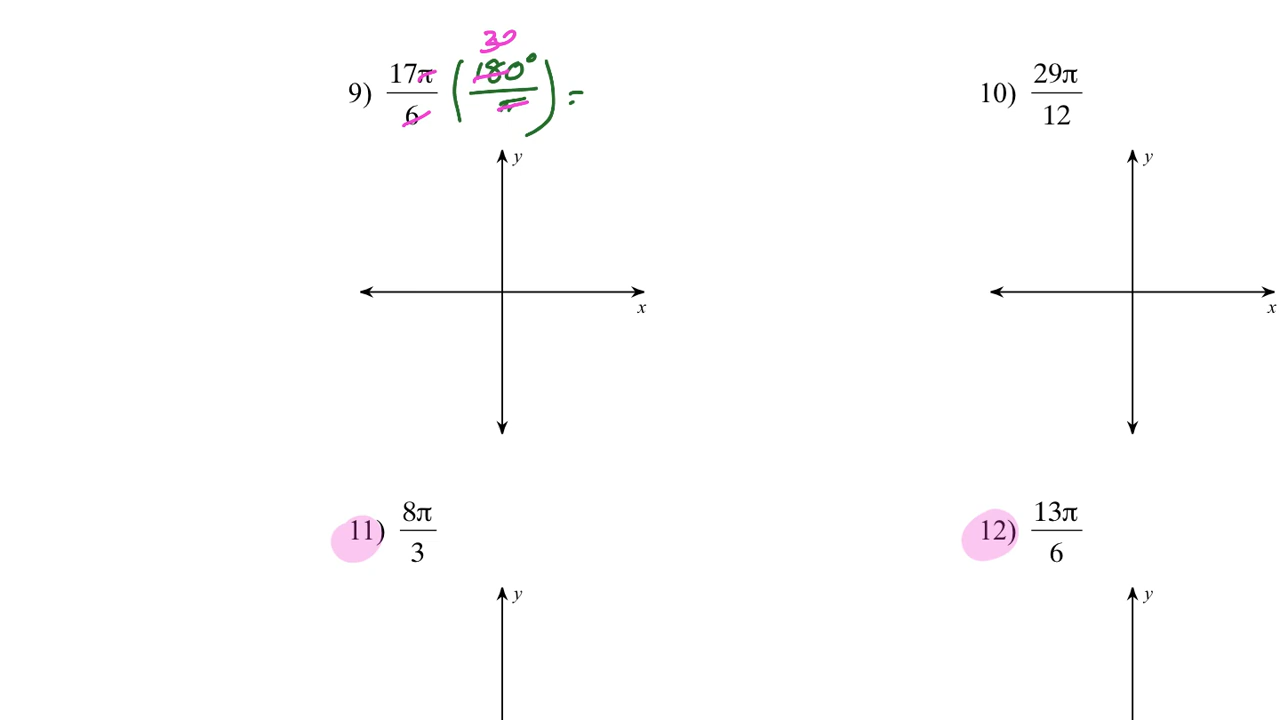 30
9) 17π/6 (180°/π) =
10) 29π/12
y
y
x
x
11) 8π/3
12) 13π/6
y
y